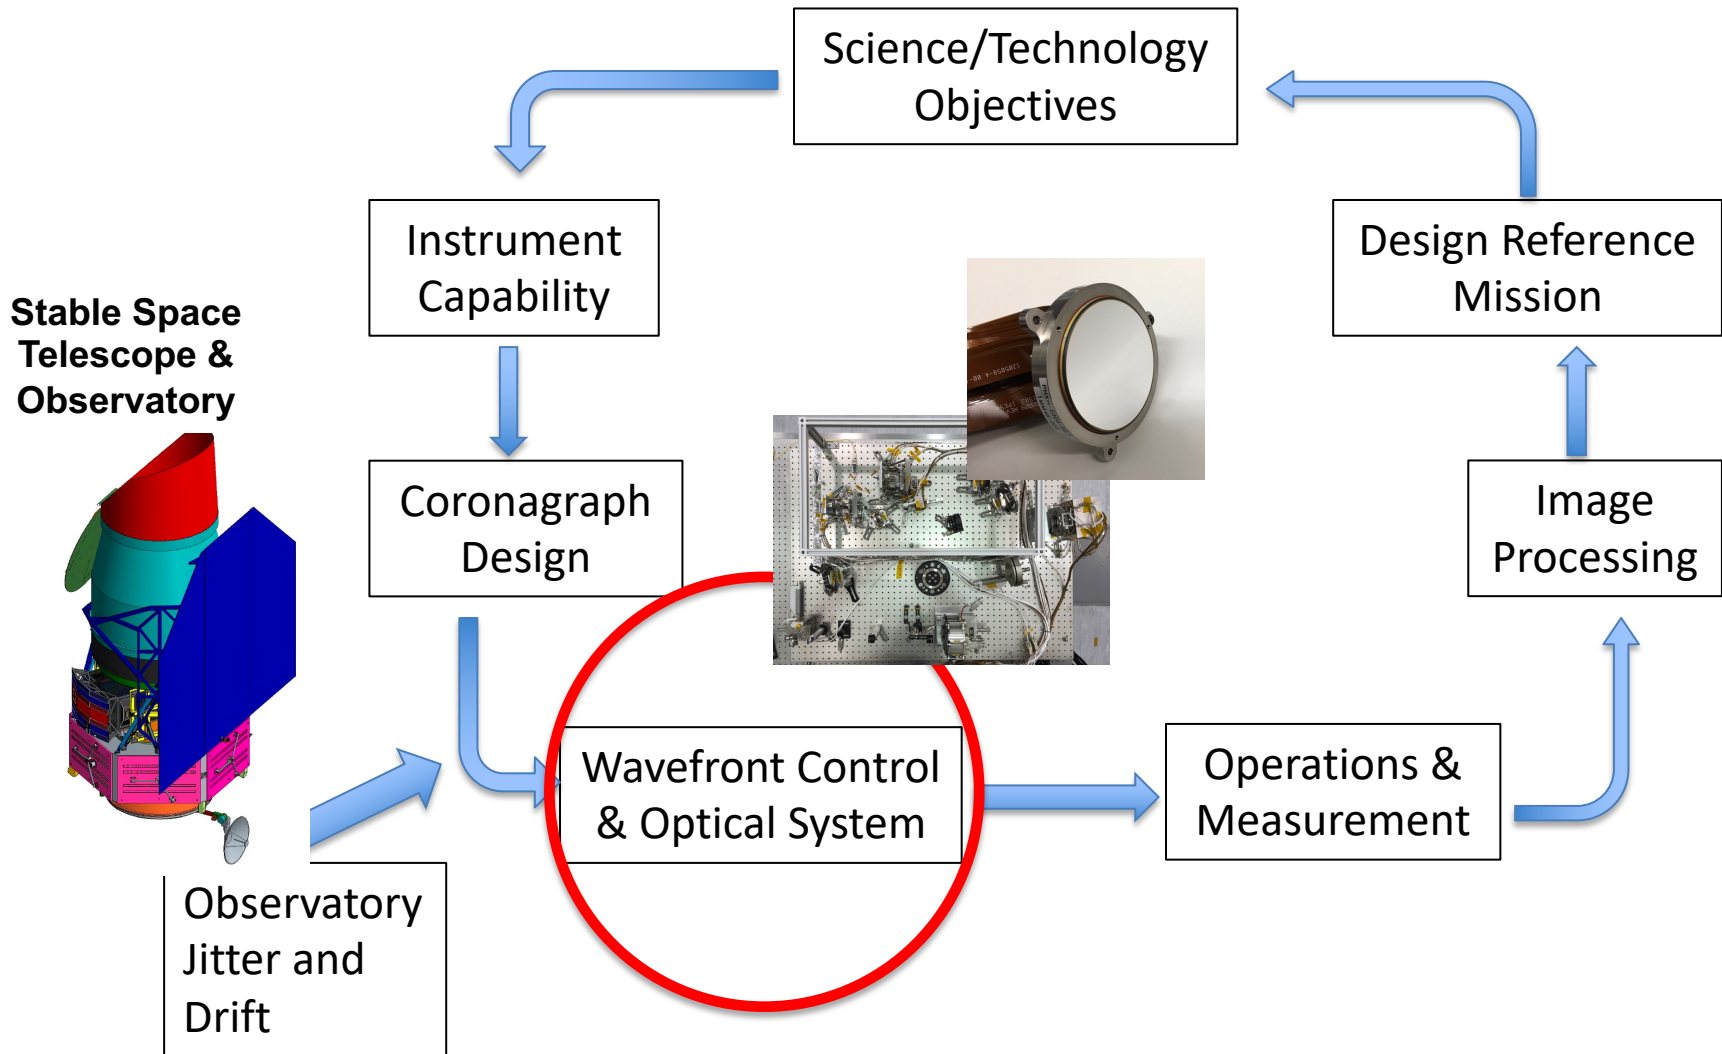 Science/Technology
Objectives
Instrument
Capability
Design Reference
Mission
Stable Space
Telescope &
Observatory
Coronagraph
Design
Image
Processing
Wavefront Control
& Optical System
Operations &
Measurement
Observatory
Jitter and
Drift